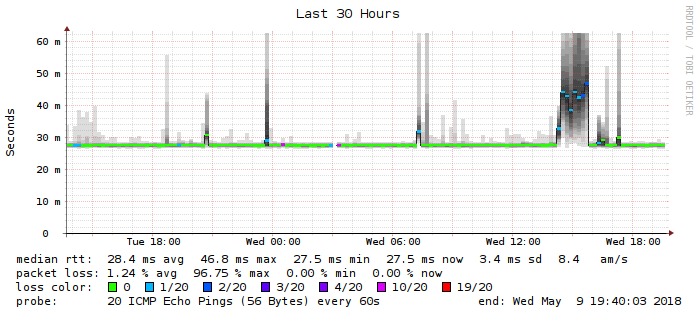 Last 30 Hours
RRDTOOL / TOBI OETIKER
Seconds
60 m
50 m
40 m
30 m
20 m
10 m
0
Tue 18:00 Wed 00:00 Wed 06:00 Wed 12:00 Wed 18:00
median rtt: 28.4 ms avg 46.8 ms max 27.5 ms min 27.5 ms now 3.4 ms sd 8.4 am/s
packet loss: 1.24 % avg 96.75 % max 0.00 % min 0.00 % now
loss color: 0 1/20 2/20 3/20 4/20 10/20 19/20
probe: 20 ICMP Echo Pings (56 Bytes) every 60s end: Wed May 9 19:40:03 2018